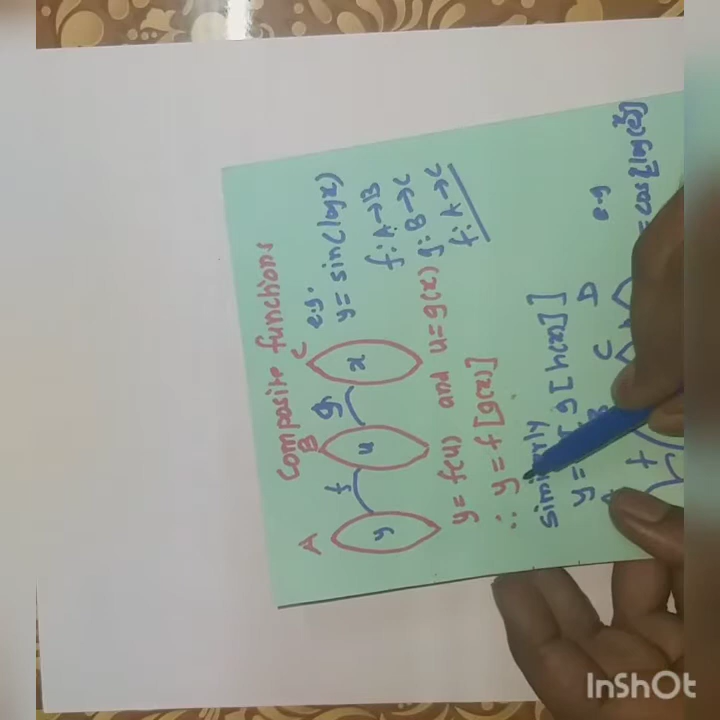 Composite functions
A B C
f g
y u x
e.g.
y = sin(log x)
f: A→B
g: B→C
f: A→C
y = f(u) and u = g(x)
∴ y = f[g(x)]
similarly
[g[h(x)]]
C D
e.g
f
InShOt